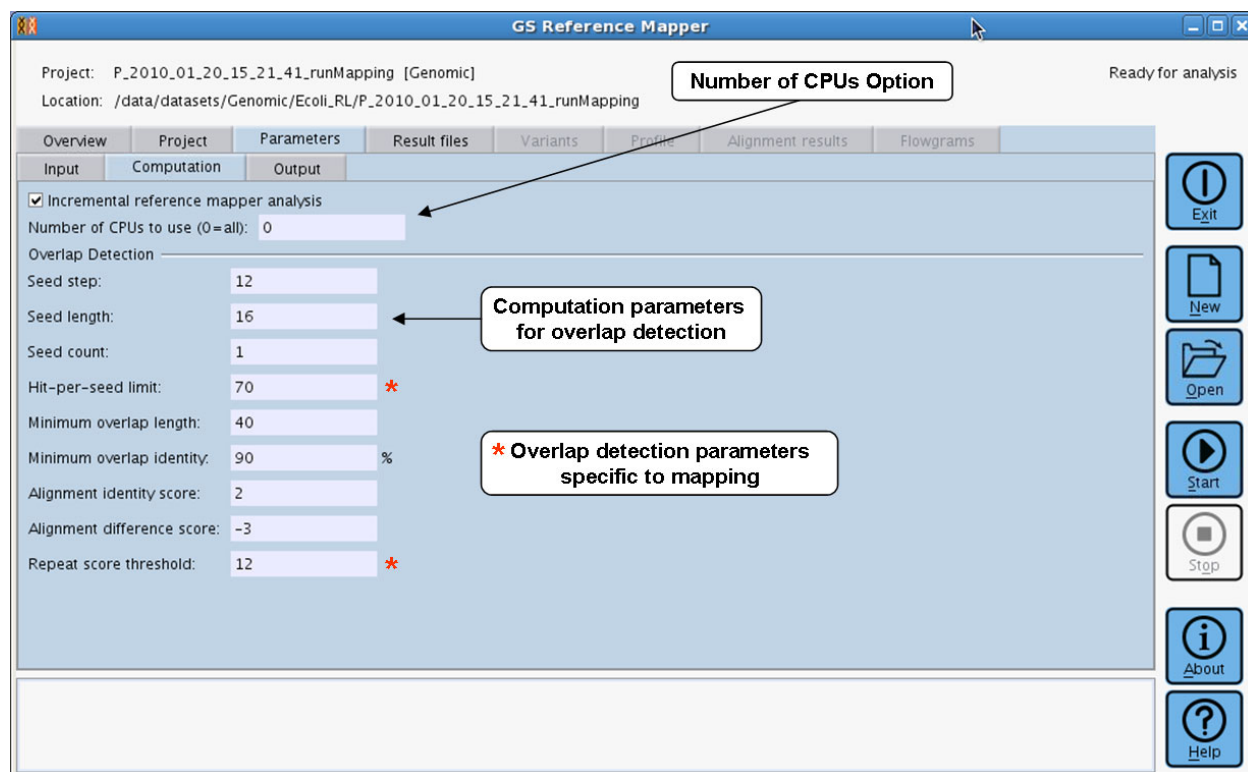 GS Reference Mapper
Project: P_2010_01_20_15_21_41_runMapping [Genomic]
Ready for analysis
Location: /data/datasets/Genomic/Ecoli_RL/P_2010_01_20_15_21_41_runMapping
Number of CPUs Option
Overview Project Parameters Result files Variants Profile Alignment results Flowgrams
Input Computation Output
Incremental reference mapper analysis
Number of CPUs to use (0=all): 0
Overlap Detection
Seed step: 12
Seed length: 16
Seed count: 1
Hit-per-seed limit: 70 *
Minimum overlap length: 40
Minimum overlap identity: 90 %
Alignment identity score: 2
Alignment difference score: -3
Repeat score threshold: 12 *
Computation parameters
for overlap detection
* Overlap detection parameters
specific to mapping
Exit
New
Open
Start
Stop
About
Help